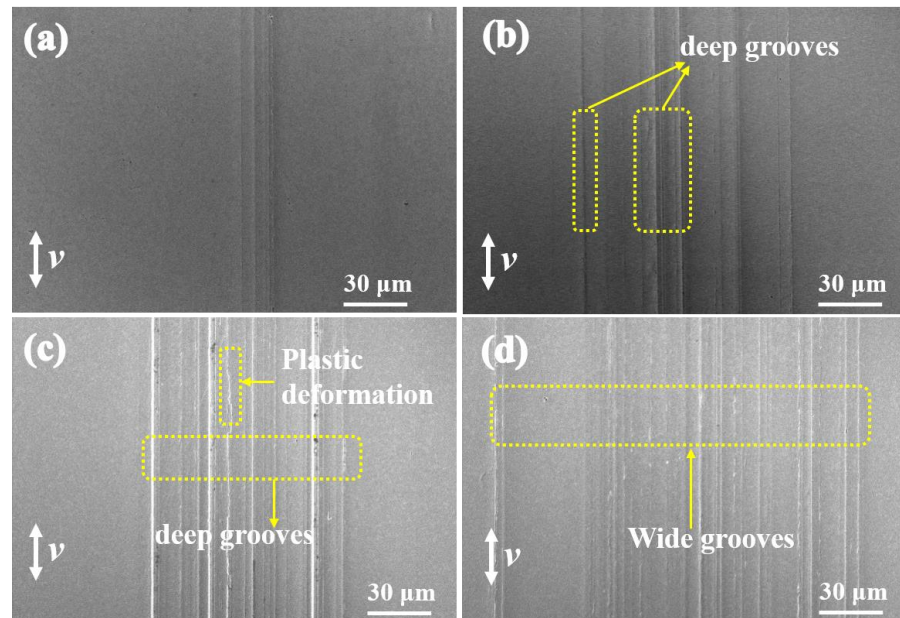 (a)
v
30 μm
(b)
deep grooves
v
30 μm
(c)
Plastic
deformation
deep grooves
v
30 μm
(d)
Wide grooves
v
30 μm